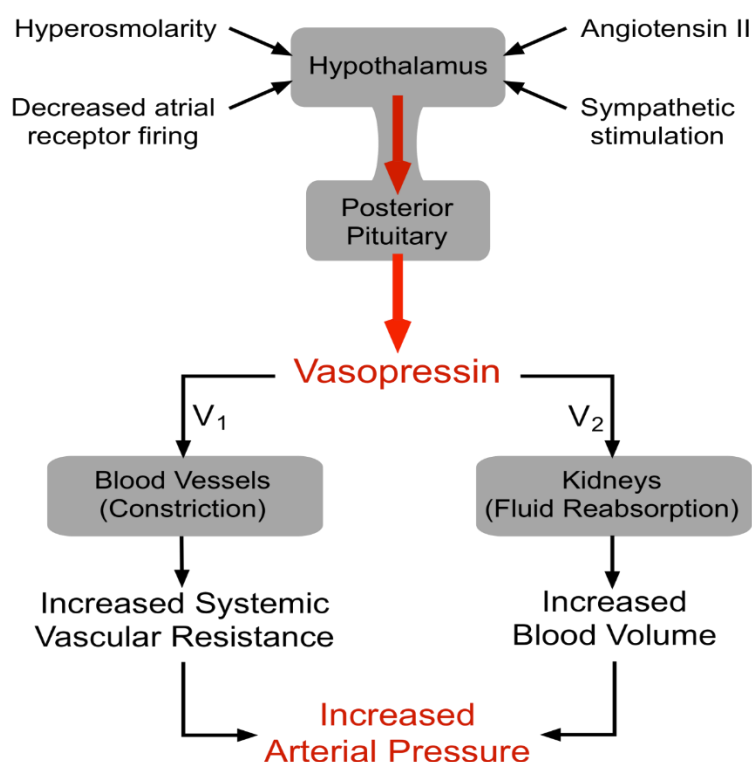 Hyperosmolarity
Angiotensin II
Hypothalamus
Decreased atrial
receptor firing
Sympathetic
stimulation
Posterior
Pituitary
Vasopressin
V1
V2
Blood Vessels
(Constriction)
Kidneys
(Fluid Reabsorption)
Increased Systemic
Vascular Resistance
Increased
Blood Volume
Increased
Arterial Pressure